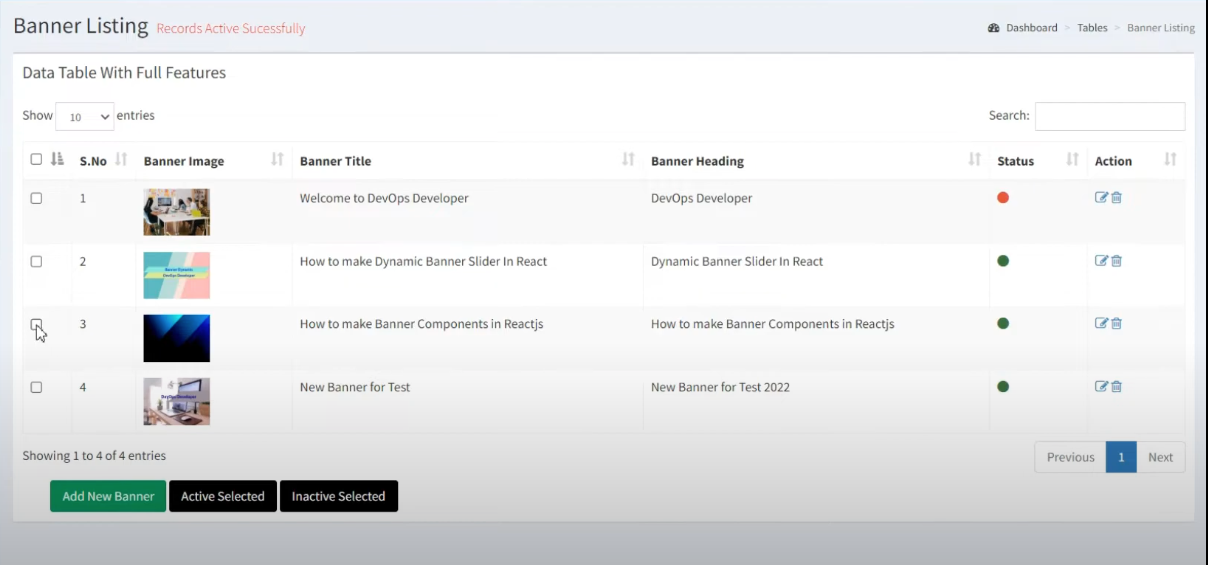 Banner Listing Records Active Sucessfully
Dashboard > Tables > Banner Listing
Data Table With Full Features
Show 10 entries
Search:
S.No Banner Image Banner Title Banner Heading Status Action
1 Welcome to DevOps Developer DevOps Developer
2 How to make Dynamic Banner Slider In React Dynamic Banner Slider In React
3 How to make Banner Components in Reactjs How to make Banner Components in Reactjs
4 New Banner for Test New Banner for Test 2022
Showing 1 to 4 of 4 entries
Previous 1 Next
Add New Banner Active Selected Inactive Selected